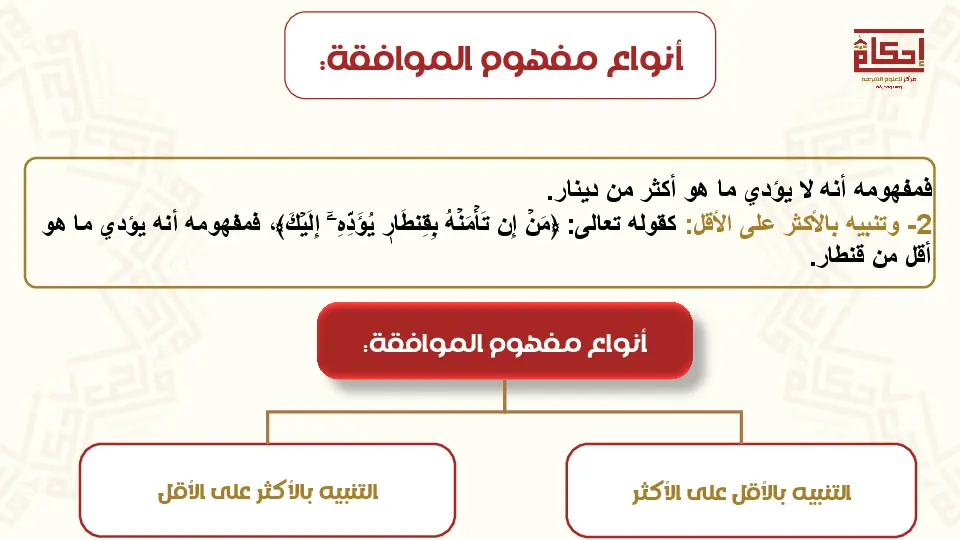 إحكام
مركز للعلوم الشرعية
أنواع مفهوم الموافقة:
فمفهومه أنه لا يؤدي ما هو أكثر من دينار.
2- وتنبيه بالأكثر على الأقل: كقوله تعالى: ﴿مَنۡ إِن تَأۡمَنۡهُ بِقِنطَارٖ يُؤَدِّهِۦٓ إِلَيۡكَ﴾، فمفهومه أنه يؤدي ما هو
أقل من قنطار.
أنواع مفهوم الموافقة:
التنبيه بالأقل على الأكثر
التنبيه بالأكثر على الأقل